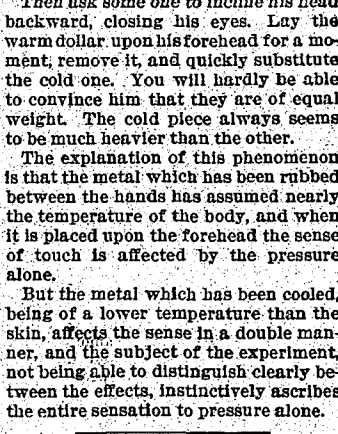 Then ask some one to incline his head
backward, closing his eyes. Lay the
warm dollar upon his forehead for a mo-
ment, remove it, and quickly substitute
the cold one. You will hardly be able
to convince him that they are of equal
weight. The cold piece always seems
to be much heavier than the other.
The explanation of this phenomenon
is that the metal which has been rubbed
between the hands has assumed nearly
the temperature of the body, and when
it is placed upon the forehead the sense
of touch is affected by the pressure
alone.
But the metal which has been cooled,
being of a lower temperature than the
skin, affects the sense in a double man-
ner, and the subject of the experiment,
not being able to distinguish clearly be-
tween the effects, instinctively ascribes
the entire sensation to pressure alone.